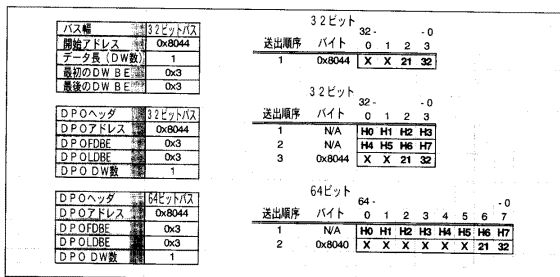 バス幅 32ビットバス
開始アドレス 0x8044
データ長(DW数) 1
最初のDW BE 0x3
最後のDW BE 0x3
32ビット
32 - - 0
送出順序 バイト 0 1 2 3
1 0x8044 X X 21 32
DPOヘッダ 32ビットバス
DPOアドレス 0x8044
DPOFDBE 0x3
DPOLDBE 0x3
DPO DW数 1
32ビット
32 - - 0
送出順序 バイト 0 1 2 3
1 N/A H0 H1 H2 H3
2 N/A H4 H5 H6 H7
3 0x8044 X X 21 32
DPOヘッダ 64ビットバス
DPOアドレス 0x8044
DPOFDBE 0x3
DPOLDBE 0x3
DPO DW数 1
64ビット
64 - - 0
送出順序 バイト 0 1 2 3 4 5 6 7
1 N/A H0 H1 H2 H3 H4 H5 H6 H7
2 0x8040 X X X X X X 21 32